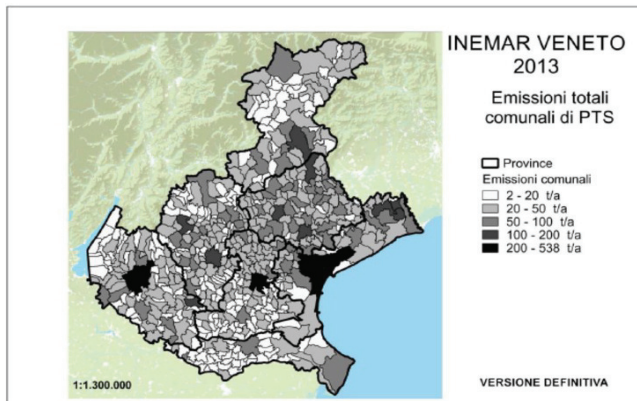 INEMAR VENETO
2013
Emissioni totali
comunali di PTS
Province
Emissioni comunali
2 - 20 t/a
20 - 50 t/a
50 - 100 t/a
100 - 200 t/a
200 - 538 t/a
1:1.300.000
VERSIONE DEFINITIVA